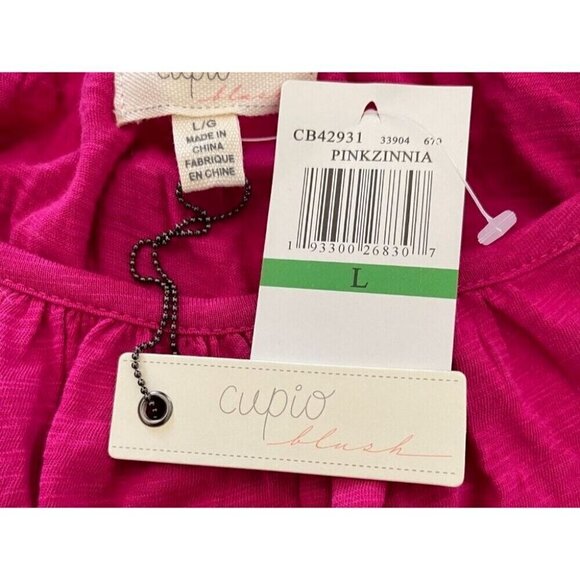 cupio
blush
L/G
MADE IN
CHINA
FABRIQUE
EN CHINE
CB42931 33904 670
PINKZINNIA
1 93300 26830 7
L
cupio
blush